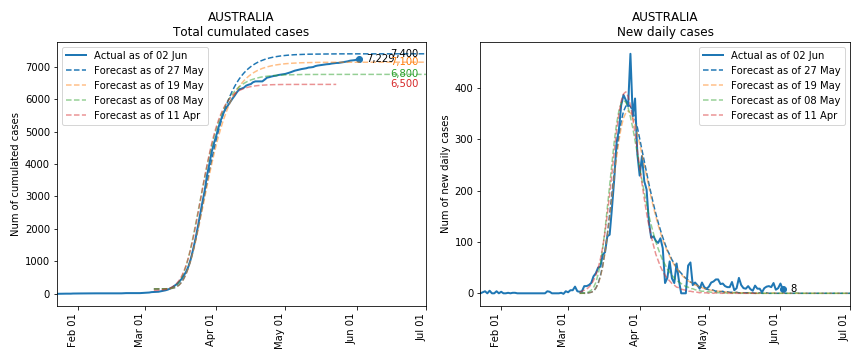 AUSTRALIA
Total cumulated cases
Num of cumulated cases
7000
6000
5000
4000
3000
2000
1000
0
Actual as of 02 Jun
Forecast as of 27 May
Forecast as of 19 May
Forecast as of 08 May
Forecast as of 11 Apr
7,400
7,229
7,100
6,800
6,500
Feb 01
Mar 01
Apr 01
May 01
Jun 01
Jul 01
AUSTRALIA
New daily cases
Num of new daily cases
400
300
200
100
0
Actual as of 02 Jun
Forecast as of 27 May
Forecast as of 19 May
Forecast as of 08 May
Forecast as of 11 Apr
8
Feb 01
Mar 01
Apr 01
May 01
Jun 01
Jul 01